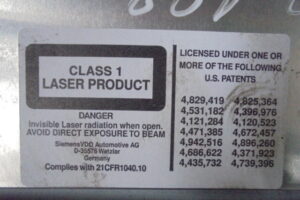 CLASS 1
LASER PRODUCT
DANGER
Invisible Laser radiation when open.
AVOID DIRECT EXPOSURE TO BEAM
SiemensVDO Automotive AG
D-35576 Wetzlar
Germany
Complies with 21CFR1040.10
LICENSED UNDER ONE OR
MORE OF THE FOLLOWING
U.S. PATENTS
4,829,419 4,825,364
4,531,182 4,396,976
4,121,284 4,120,523
4,471,385 4,672,457
4,942,516 4,896,260
4,686,622 4,371,923
4,435,732 4,739,396